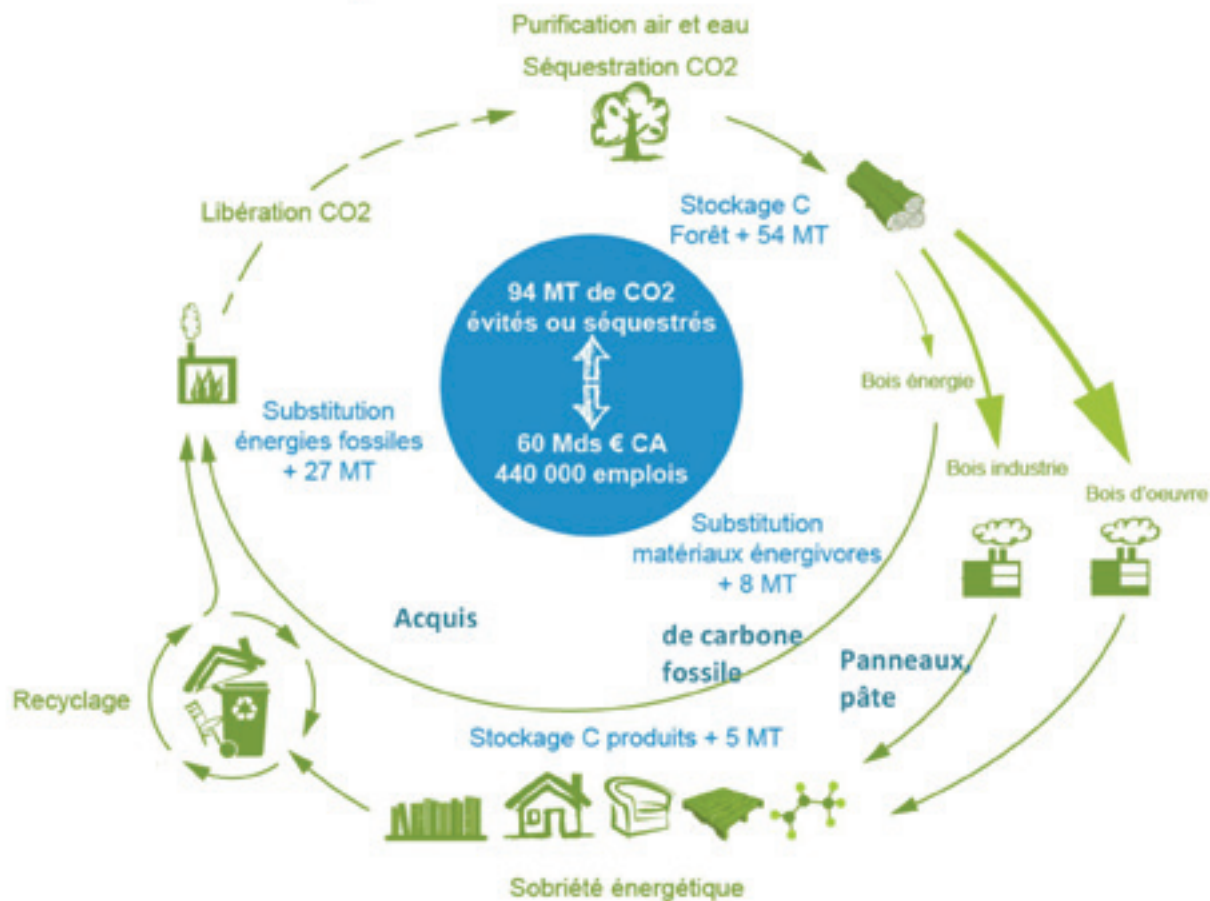 Purification air et eau
Séquestration CO2
Libération CO2
Stockage C
Forêt + 54 MT
94 MT de CO2
évités ou séquestrés
60 Mds € CA
440 000 emplois
Bois énergie
Substitution
énergies fossiles
+ 27 MT
Bois industrie
Bois d'oeuvre
Substitution
matériaux énergivores
+ 8 MT
Acquis
de carbone
fossile
Panneaux,
pâte
Recyclage
Stockage C produits + 5 MT
Sobriété énergétique